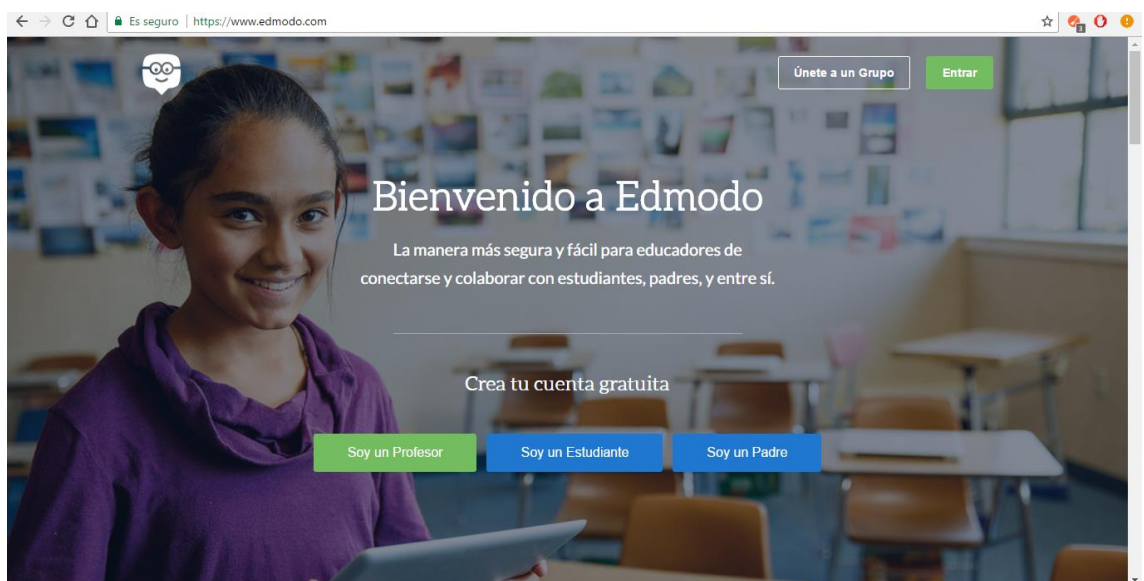 Es seguro | https://www.edmodo.com
3
Únete a un Grupo
Entrar
Bienvenido a Edmodo
La manera más segura y fácil para educadores de
conectarse y colaborar con estudiantes, padres, y entre sí.
Crea tu cuenta gratuita
Soy un Profesor
Soy un Estudiante
Soy un Padre